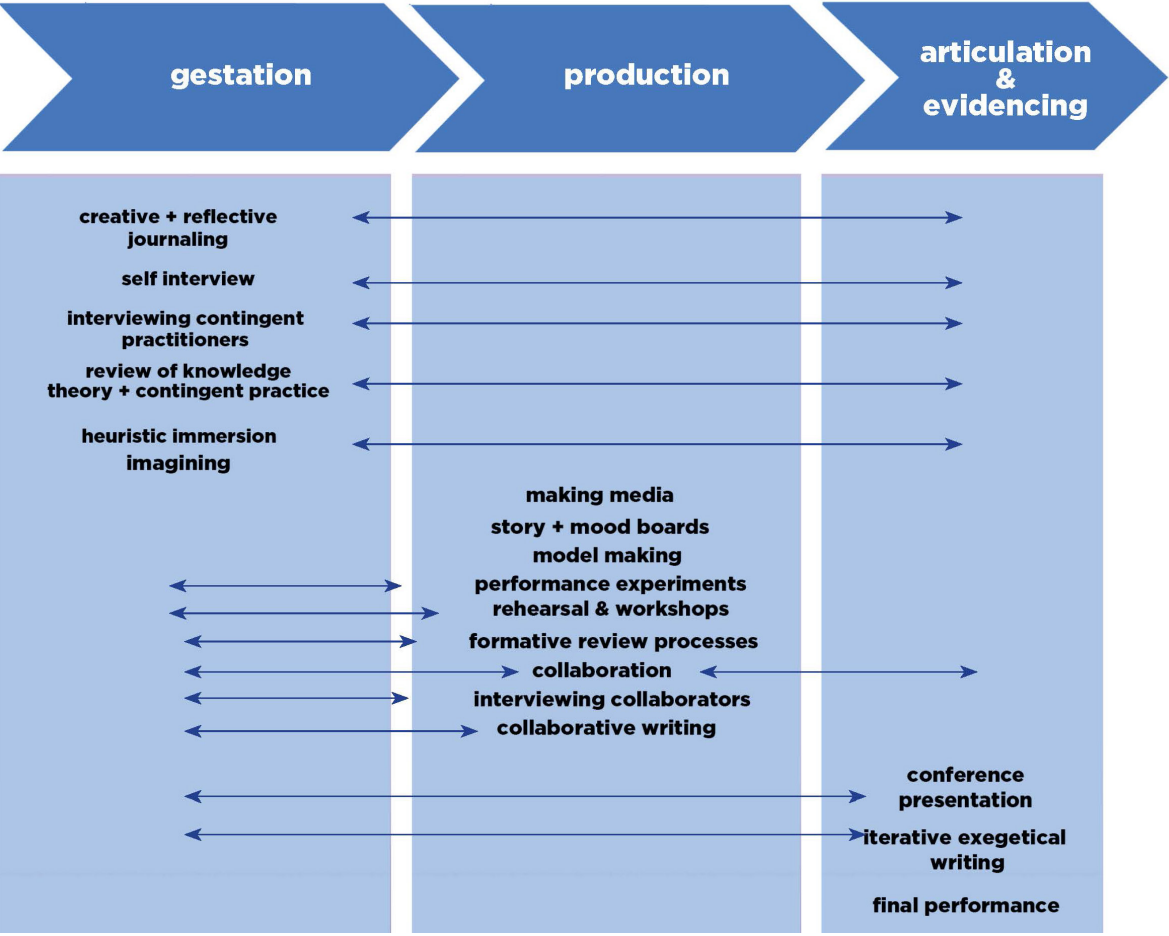 gestation
production
articulation
&
evidencing
creative + reflective
journaling
self interview
interviewing contingent
practitioners
review of knowledge
theory + contingent practice
heuristic immersion
imagining
making media
story + mood boards
model making
performance experiments
rehearsal & workshops
formative review processes
collaboration
interviewing collaborators
collaborative writing
conference
presentation
iterative exegetical
writing
final performance